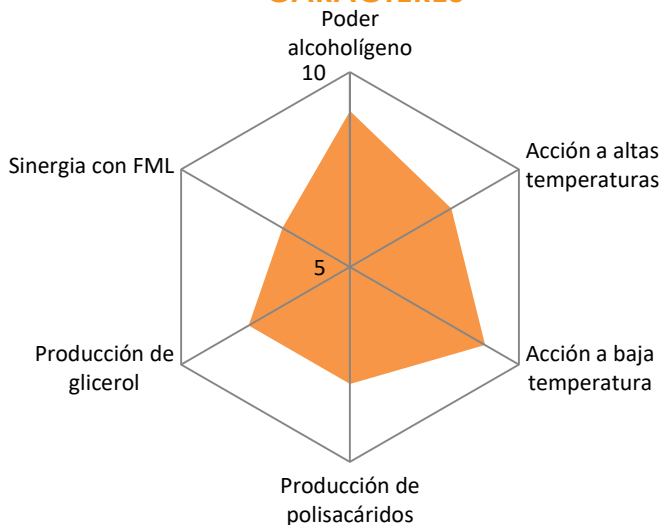 CARACTERES
Poder
alcoholígeno
10
Acción a altas
temperaturas
Sinergia con FML
5
Producción de
glicerol
Acción a baja
temperatura
Producción de
polisacáridos